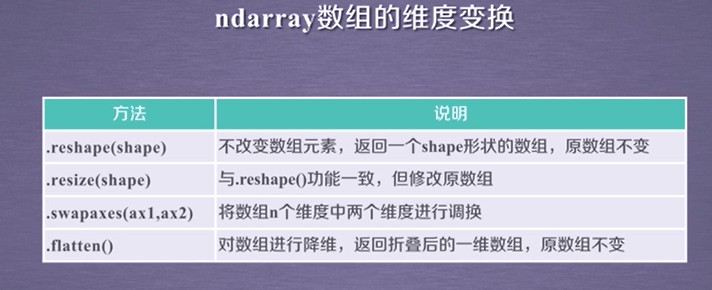 ndarray数组的维度变换
方法 说明
.reshape(shape) 不改变数组元素，返回一个shape形状的数组，原数组不变
.resize(shape) 与.reshape()功能一致，但修改原数组
.swapaxes(ax1,ax2) 将数组n个维度中两个维度进行调换
.flatten() 对数组进行降维，返回折叠后的一维数组，原数组不变